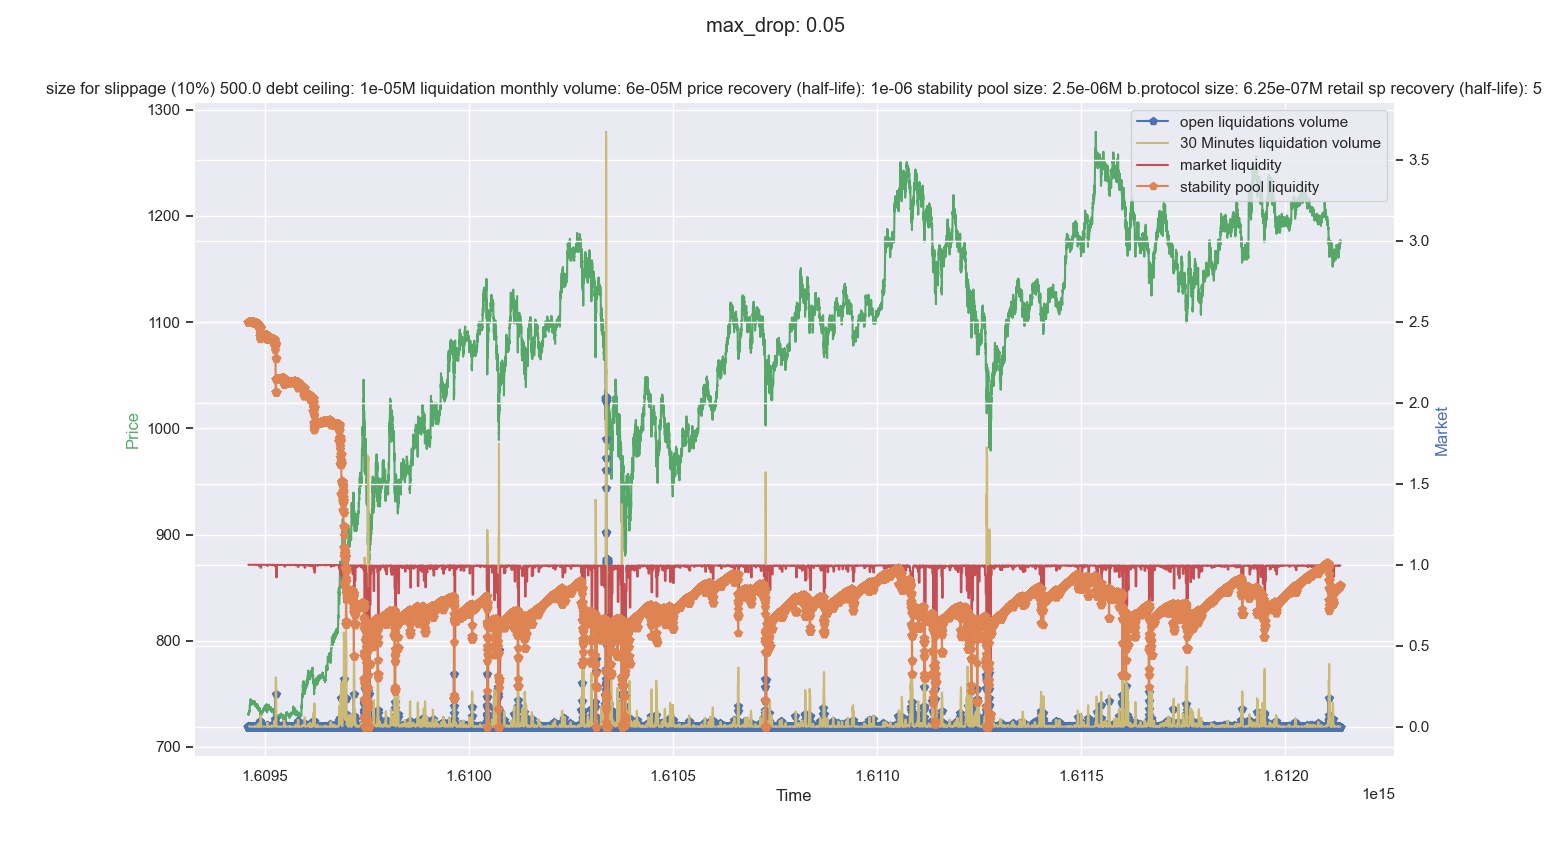 max_drop: 0.05
size for slippage (10%) 500.0 debt ceiling: 1e-05M liquidation monthly volume: 6e-05M price recovery (half-life): 1e-06 stability pool size: 2.5e-06M b.protocol size: 6.25e-07M retail sp recovery (half-life): 5
open liquidations volume
30 Minutes liquidation volume
market liquidity
stability pool liquidity
1300
1200
1100
1000
900
800
700
Price
3.5
3.0
2.5
2.0
1.5
1.0
0.5
0.0
Market
1.6095 1.6100 1.6105 1.6110 1.6115 1.6120
1e15
Time